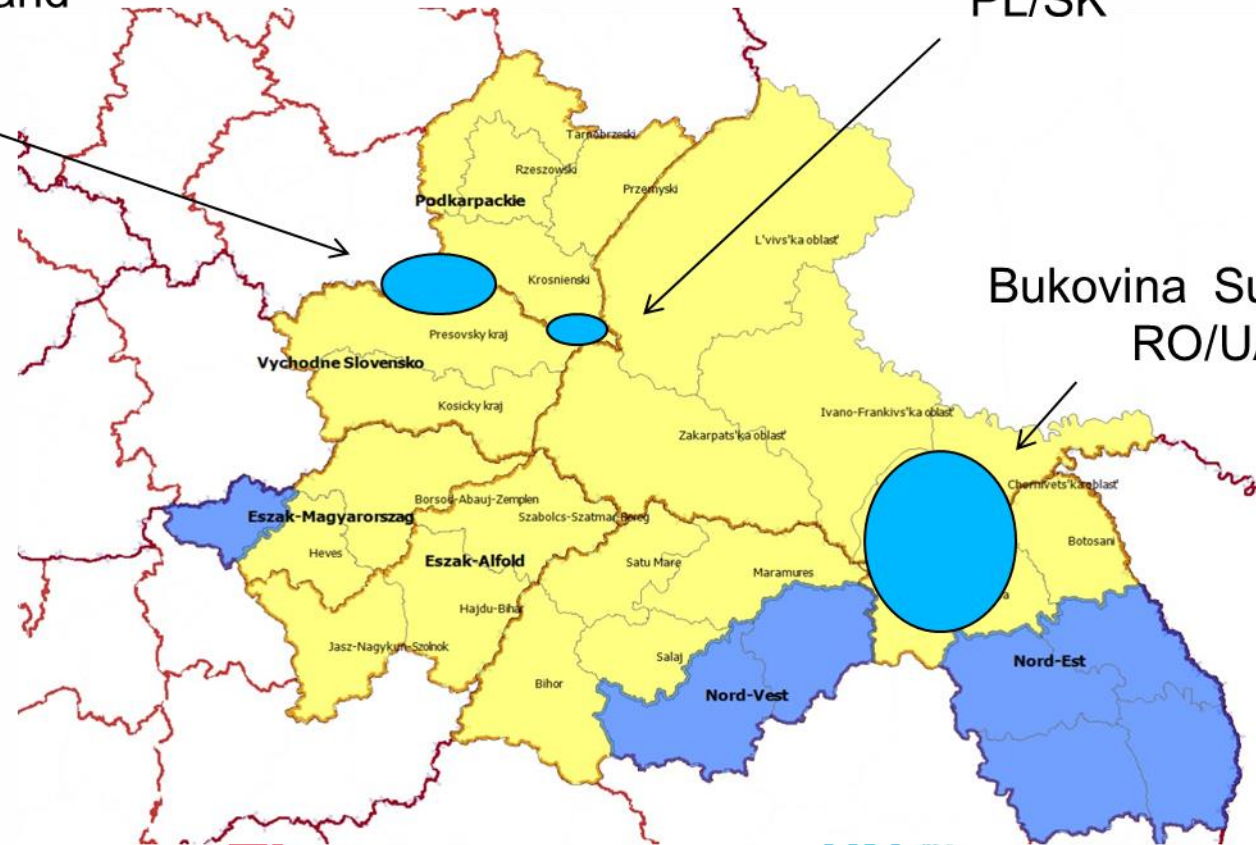 and
PL/SK
Tarnobrzeski
Rzeszowski
Przemyski
Podkarpackie
L'vivs'ka oblast'
Krosnienski
Bukovina Su
RO/U
Presovsky kraj
Vychodne Slovensko
Kosicky kraj
Ivano-Frankivs'ka oblast'
Zakarpats'ka oblast'
Chernivets'ka oblast'
Borsod-Abauj-Zemplen
Eszak-Magyarorszag
Szabolcs-Szatmar-Bereg
Botosani
Heves
Eszak-Alfold
Satu Mare
Maramures
a
Hajdu-Bihar
Jasz-Nagykun-Szolnok
Salaj
Nord-Est
Bihor
Nord-Vest